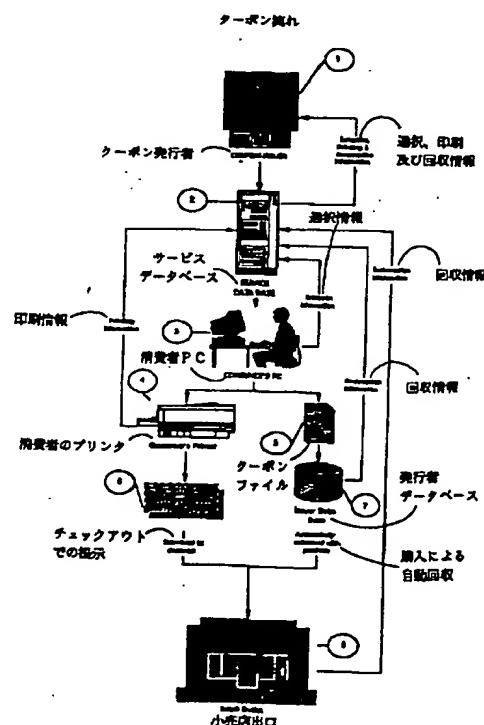 クーポン流れ
1
選択、印刷
及び回収情報
クーポン発行者
2
選択情報
サービス
データベース
SERVICE
DATA BASE
回収情報
印刷情報
3
消費者PC
CONSUMER'S PC
回収情報
4
消費者のプリンタ
5
クーポン
ファイル
6
7
発行者
データベース
チェックアウト
での提示
購入による
自動回収
8
小売店出口